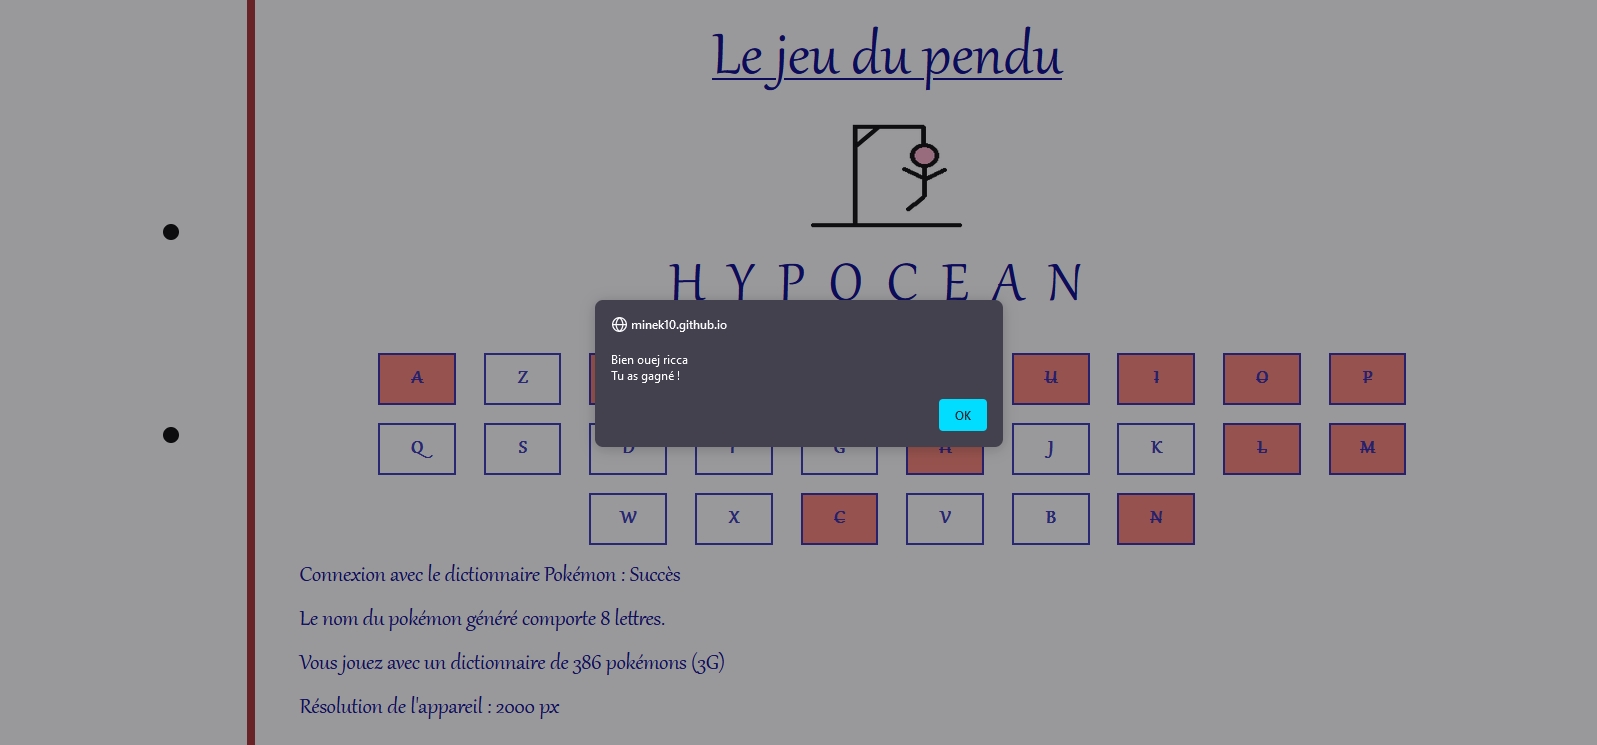 Le jeu du pendu
H Y P O C E A N
minek10.github.io
Bien ouej ricca
Tu as gagné !
OK
A Z U I O P
Q S D F G H J K L M
W X C V B N
Connexion avec le dictionnaire Pokémon : Succès
Le nom du pokémon généré comporte 8 lettres.
Vous jouez avec un dictionnaire de 386 pokémons (3G)
Résolution de l'appareil : 2000 px